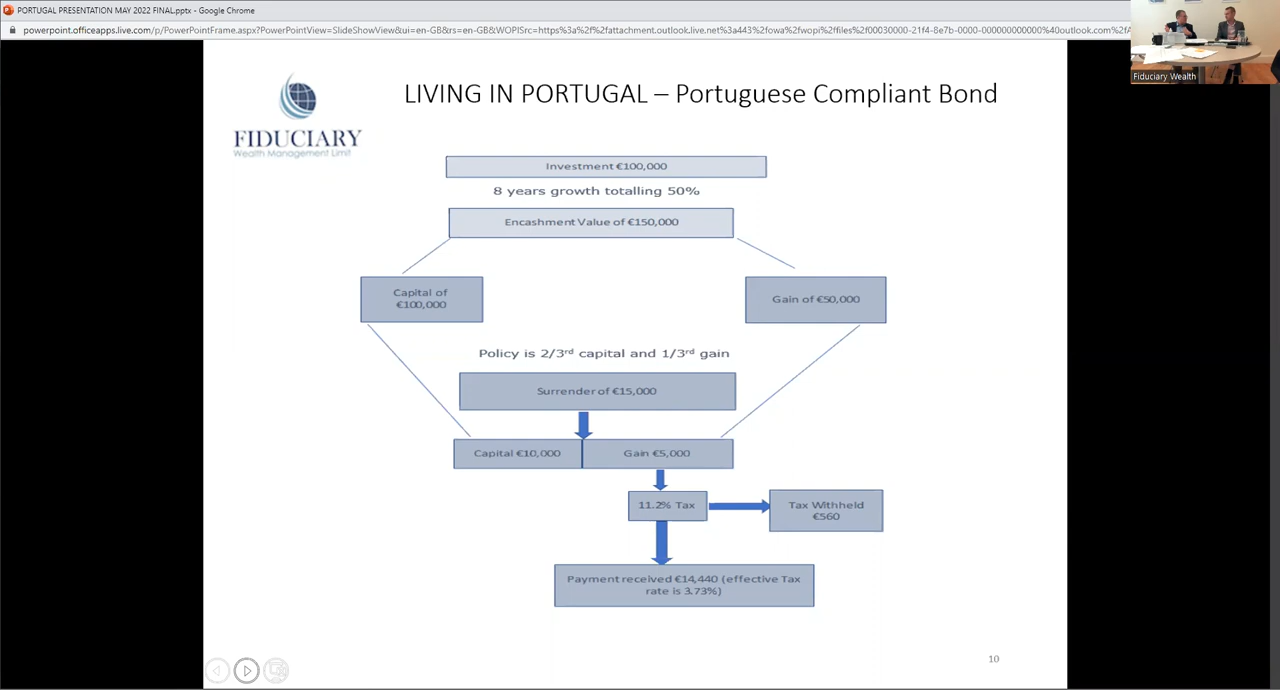 PORTUGAL PRESENTATION MAY 2022 FINAL.pptx - Google Chrome
powerpoint.officeapps.live.com/p/PowerPointFrame.aspx?PowerPointView=SlideShowView&ui=en-GB&rs=en-GB&WOPISrc=https%3a%2f%2fattachment.outlook.live.net%3a443%2fowa%2fwopi%2ffiles%2f00030000-21f4-8e7b-0000-000000000000%40outlook.com%2fA
Fiduciary Wealth
FIDUCIARY
Wealth Management Limit
LIVING IN PORTUGAL – Portuguese Compliant Bond
Investment €100,000
8 years growth totalling 50%
Encashment Value of €150,000
Capital of
€100,000
Gain of €50,000
Policy is 2/3rd capital and 1/3rd gain
Surrender of €15,000
Capital €10,000
Gain €5,000
11.2% Tax
Tax Withheld
€560
Payment received €14,440 (effective Tax
rate is 3.73%)
10